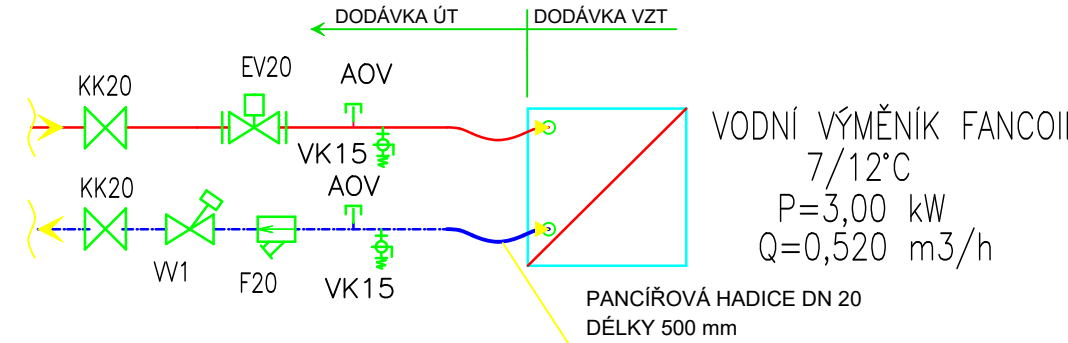 DODÁVKA ÚT
DODÁVKA VZT
EV20
AOV
KK20
VK15
VODNÍ VÝMĚNÍK FANCOIL
7/12°C
P=3,00 kW
Q=0,520 m3/h
KK20
AOV
VV1
F20
VK15
PANCÍŘOVÁ HADICE DN 20
DÉLKY 500 mm